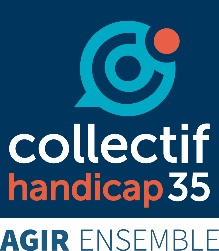 collectif
handicap 35
AGIR ENSEMBLE